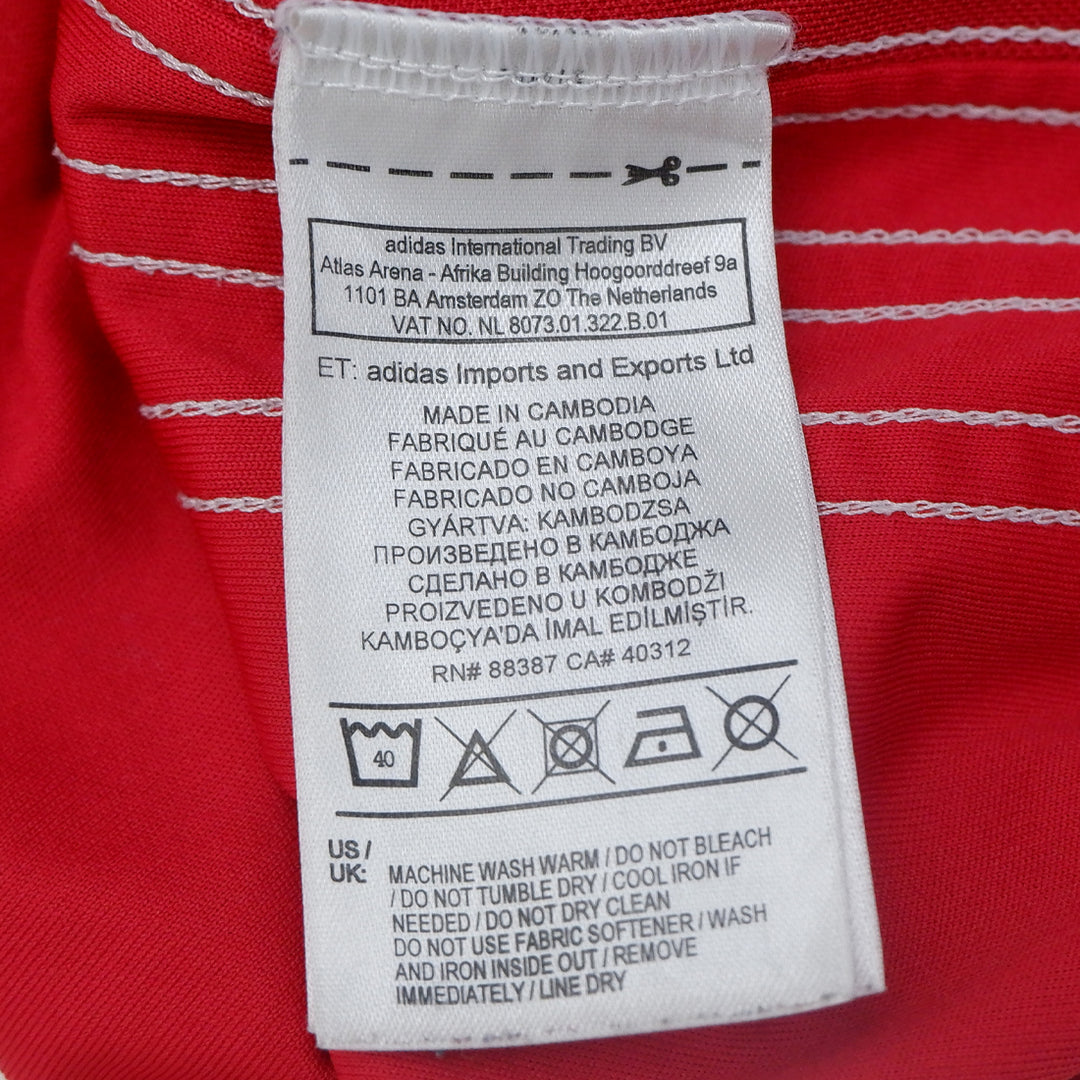 adidas International Trading BV
Atlas Arena - Afrika Building Hoogoorddreef 9a
1101 BA Amsterdam ZO The Netherlands
VAT NO. NL 8073.01.322.B.01
ET: adidas Imports and Exports Ltd
MADE IN CAMBODIA
FABRIQUÉ AU CAMBODGE
FABRICADO EN CAMBOYA
FABRICADO NO CAMBOJA
GYÁRTVA: KAMBODZSA
ПРОИЗВЕДЕНО В КАМБОДЖА
СДЕЛАНО В КАМБОДЖЕ
PROIZVEDENO U KOMBODŽI
KAMBOÇYA'DA İMAL EDİLMİŞTİR.
RN# 88387 CA# 40312
40
US /
UK:
MACHINE WASH WARM / DO NOT BLEACH
/ DO NOT TUMBLE DRY / COOL IRON IF
NEEDED / DO NOT DRY CLEAN
DO NOT USE FABRIC SOFTENER / WASH
AND IRON INSIDE OUT / REMOVE
IMMEDIATELY / LINE DRY